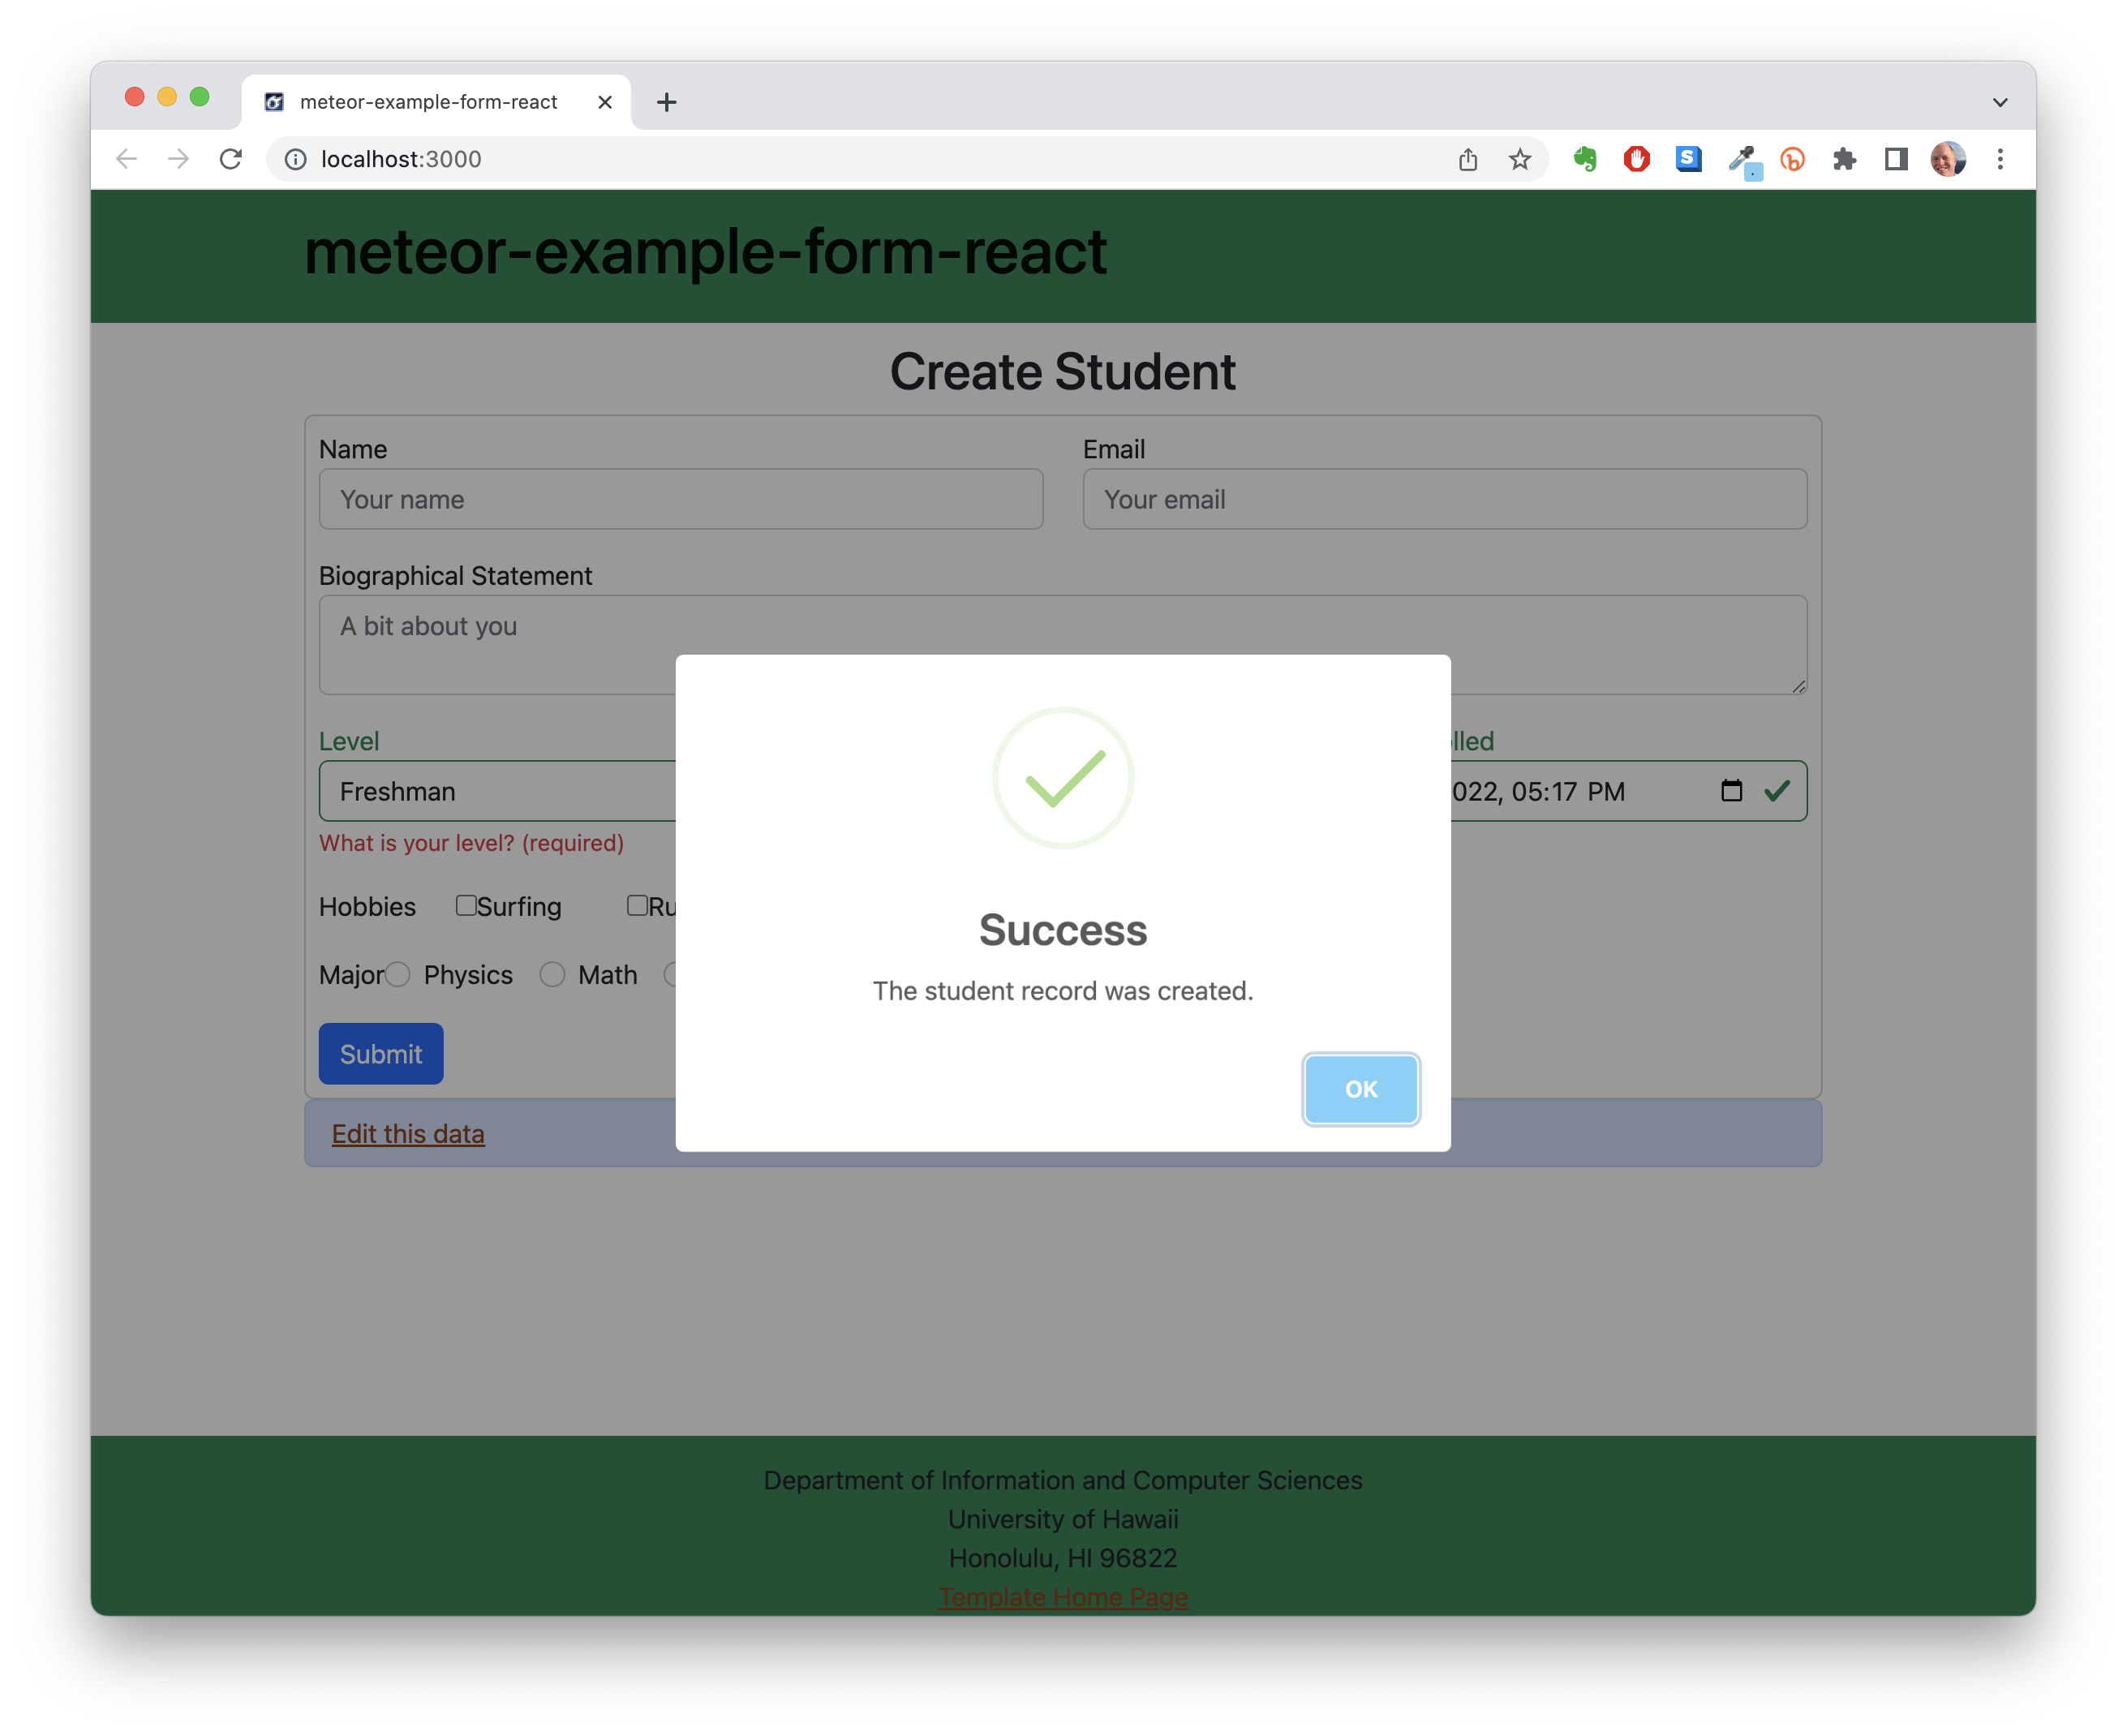 meteor-example-form-react
localhost:3000
meteor-example-form-react
Create Student
Name Email
Your name Your email
Biographical Statement
A bit about you
Level lled
Freshman 022, 05:17 PM
What is your level? (required)
Hobbies Surfing Ru
Major Physics Math
Submit
Edit this data
Success
The student record was created.
OK
Department of Information and Computer Sciences
University of Hawaii
Honolulu, HI 96822
Template Home Page